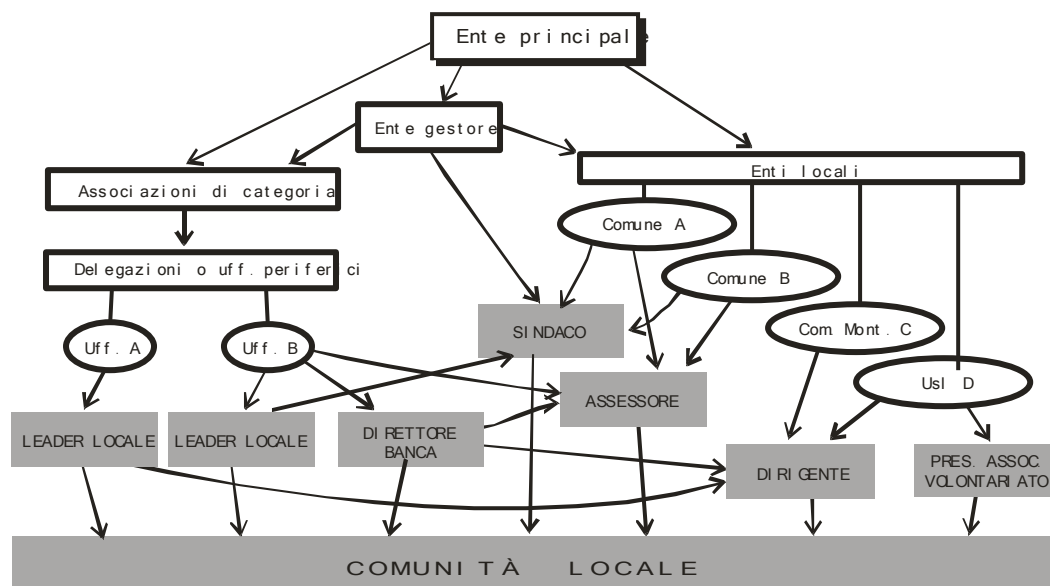 Ente principale
Ente gestore
Enti locali
Associazioni di categoria
Comune A
Delegazioni o uff. periferici
Comune B
SINDACO
Com. Mont. C
Uff. A
Uff. B
Usl D
ASSESSORE
LEADER LOCALE
LEADER LOCALE
DIRETTORE
BANCA
DIRIGENTE
PRES. ASSOC.
VOLONTARIATO
COMUNITÀ LOCALE